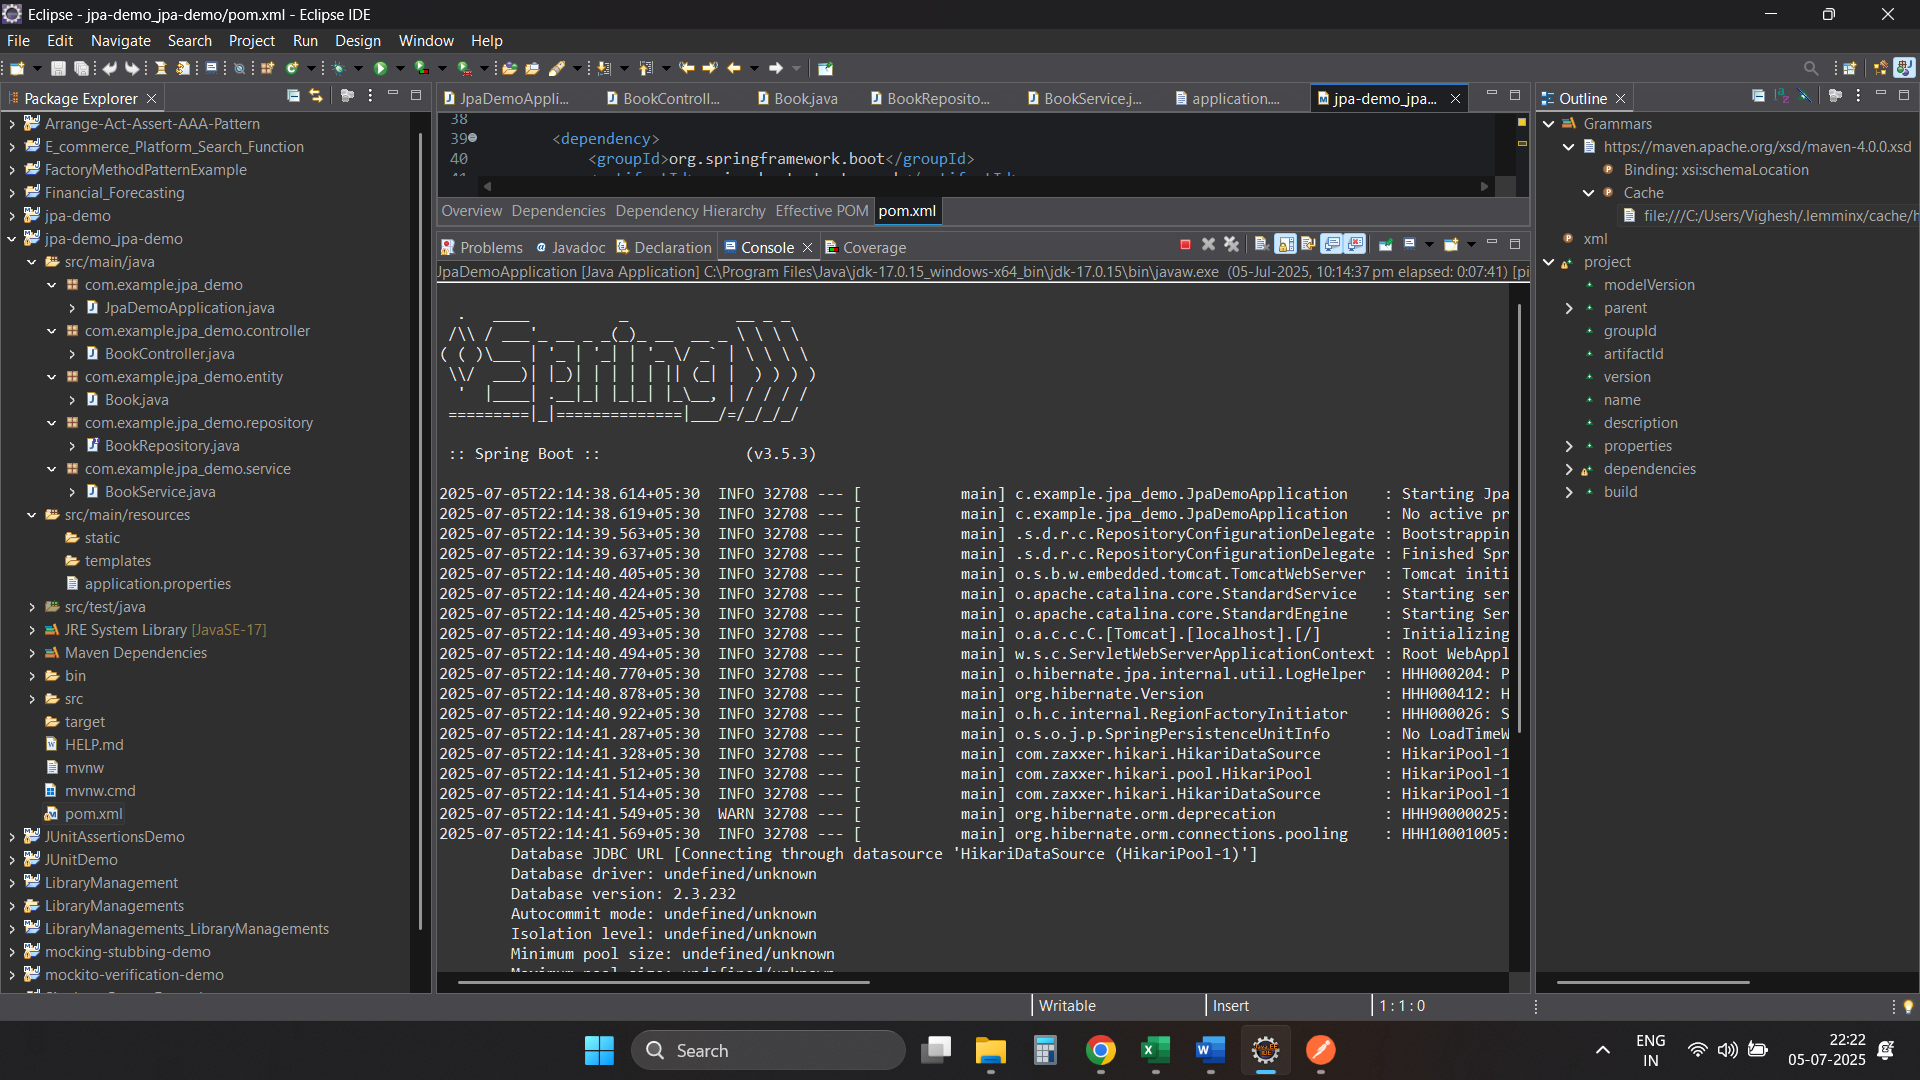 Eclipse - jpa-demo_jpa-demo/pom.xml - Eclipse IDE
File Edit Navigate Search Project Run Design Window Help
Package Explorer
Arrange-Act-Assert-AAA-Pattern
E_commerce_Platform_Search_Function
FactoryMethodPatternExample
Financial_Forecasting
jpa-demo
jpa-demo_jpa-demo
src/main/java
com.example.jpa_demo
JpaDemoApplication.java
com.example.jpa_demo.controller
BookController.java
com.example.jpa_demo.entity
Book.java
com.example.jpa_demo.repository
BookRepository.java
com.example.jpa_demo.service
BookService.java
src/main/resources
static
templates
application.properties
src/test/java
JRE System Library [JavaSE-17]
Maven Dependencies
bin
src
target
HELP.md
mvnw
mvnw.cmd
pom.xml
JUnitAssertionsDemo
JUnitDemo
LibraryManagement
LibraryManagements
LibraryManagements_LibraryManagements
mocking-stubbing-demo
mockito-verification-demo
JpaDemoAppli... BookControll... Book.java BookReposito... BookService.j... application.... jpa-demo_jpa...
38
39 <dependency>
40 <groupId>org.springframework.boot</groupId>
Overview Dependencies Dependency Hierarchy Effective POM pom.xml
Problems Javadoc Declaration Console Coverage
JpaDemoApplication [Java Application] C:\Program Files\Java\jdk-17.0.15_windows-x64_bin\jdk-17.0.15\bin\javaw.exe (05-Jul-2025, 10:14:37 pm elapsed: 0:07:41) [pi
  .   ____          _            __ _ _
 /\\ / ___'_ __ _ _(_)_ __  __ _ \ \ \ \
( ( )\___ | '_ | '_| | '_ \/ _` | \ \ \ \
 \\/  ___)| |_)| | | | | || (_| |  ) ) ) )
  '  |____| .__|_| |_|_| |_\__, | / / / /
 =========|_|==============|___/=/_/_/_/
:: Spring Boot :: (v3.5.3)
2025-07-05T22:14:38.614+05:30 INFO 32708 --- [ main] c.example.jpa_demo.JpaDemoApplication : Starting Jpa
2025-07-05T22:14:38.619+05:30 INFO 32708 --- [ main] c.example.jpa_demo.JpaDemoApplication : No active pr
2025-07-05T22:14:39.563+05:30 INFO 32708 --- [ main] .s.d.r.c.RepositoryConfigurationDelegate : Bootstrappin
2025-07-05T22:14:39.637+05:30 INFO 32708 --- [ main] .s.d.r.c.RepositoryConfigurationDelegate : Finished Spr
2025-07-05T22:14:40.405+05:30 INFO 32708 --- [ main] o.s.b.w.embedded.tomcat.TomcatWebServer : Tomcat initi
2025-07-05T22:14:40.424+05:30 INFO 32708 --- [ main] o.apache.catalina.core.StandardService : Starting ser
2025-07-05T22:14:40.425+05:30 INFO 32708 --- [ main] o.apache.catalina.core.StandardEngine : Starting Ser
2025-07-05T22:14:40.493+05:30 INFO 32708 --- [ main] o.a.c.c.C.[Tomcat].[localhost].[/] : Initializing
2025-07-05T22:14:40.494+05:30 INFO 32708 --- [ main] w.s.c.ServletWebServerApplicationContext : Root WebAppl
2025-07-05T22:14:40.770+05:30 INFO 32708 --- [ main] o.hibernate.jpa.internal.util.LogHelper : HHH000204: P
2025-07-05T22:14:40.878+05:30 INFO 32708 --- [ main] org.hibernate.Version : HHH000412: H
2025-07-05T22:14:40.922+05:30 INFO 32708 --- [ main] o.h.c.internal.RegionFactoryInitiator : HHH000026: S
2025-07-05T22:14:41.287+05:30 INFO 32708 --- [ main] o.s.o.j.p.SpringPersistenceUnitInfo : No LoadTimeW
2025-07-05T22:14:41.328+05:30 INFO 32708 --- [ main] com.zaxxer.hikari.HikariDataSource : HikariPool-1
2025-07-05T22:14:41.512+05:30 INFO 32708 --- [ main] com.zaxxer.hikari.pool.HikariPool : HikariPool-1
2025-07-05T22:14:41.514+05:30 INFO 32708 --- [ main] com.zaxxer.hikari.HikariDataSource : HikariPool-1
2025-07-05T22:14:41.549+05:30 WARN 32708 --- [ main] org.hibernate.orm.deprecation : HHH90000025:
2025-07-05T22:14:41.569+05:30 INFO 32708 --- [ main] org.hibernate.orm.connections.pooling : HHH10001005:
Database JDBC URL [Connecting through datasource 'HikariDataSource (HikariPool-1)']
Database driver: undefined/unknown
Database version: 2.3.232
Autocommit mode: undefined/unknown
Isolation level: undefined/unknown
Minimum pool size: undefined/unknown
Outline
Grammars
https://maven.apache.org/xsd/maven-4.0.0.xsd
Binding: xsi:schemaLocation
Cache
file:///C:/Users/Vighesh/.lemminx/cache/h
xml
project
modelVersion
parent
groupId
artifactId
version
name
description
properties
dependencies
build
Writable Insert 1 : 1 : 0
Search
ENG
IN
22:22
05-07-2025